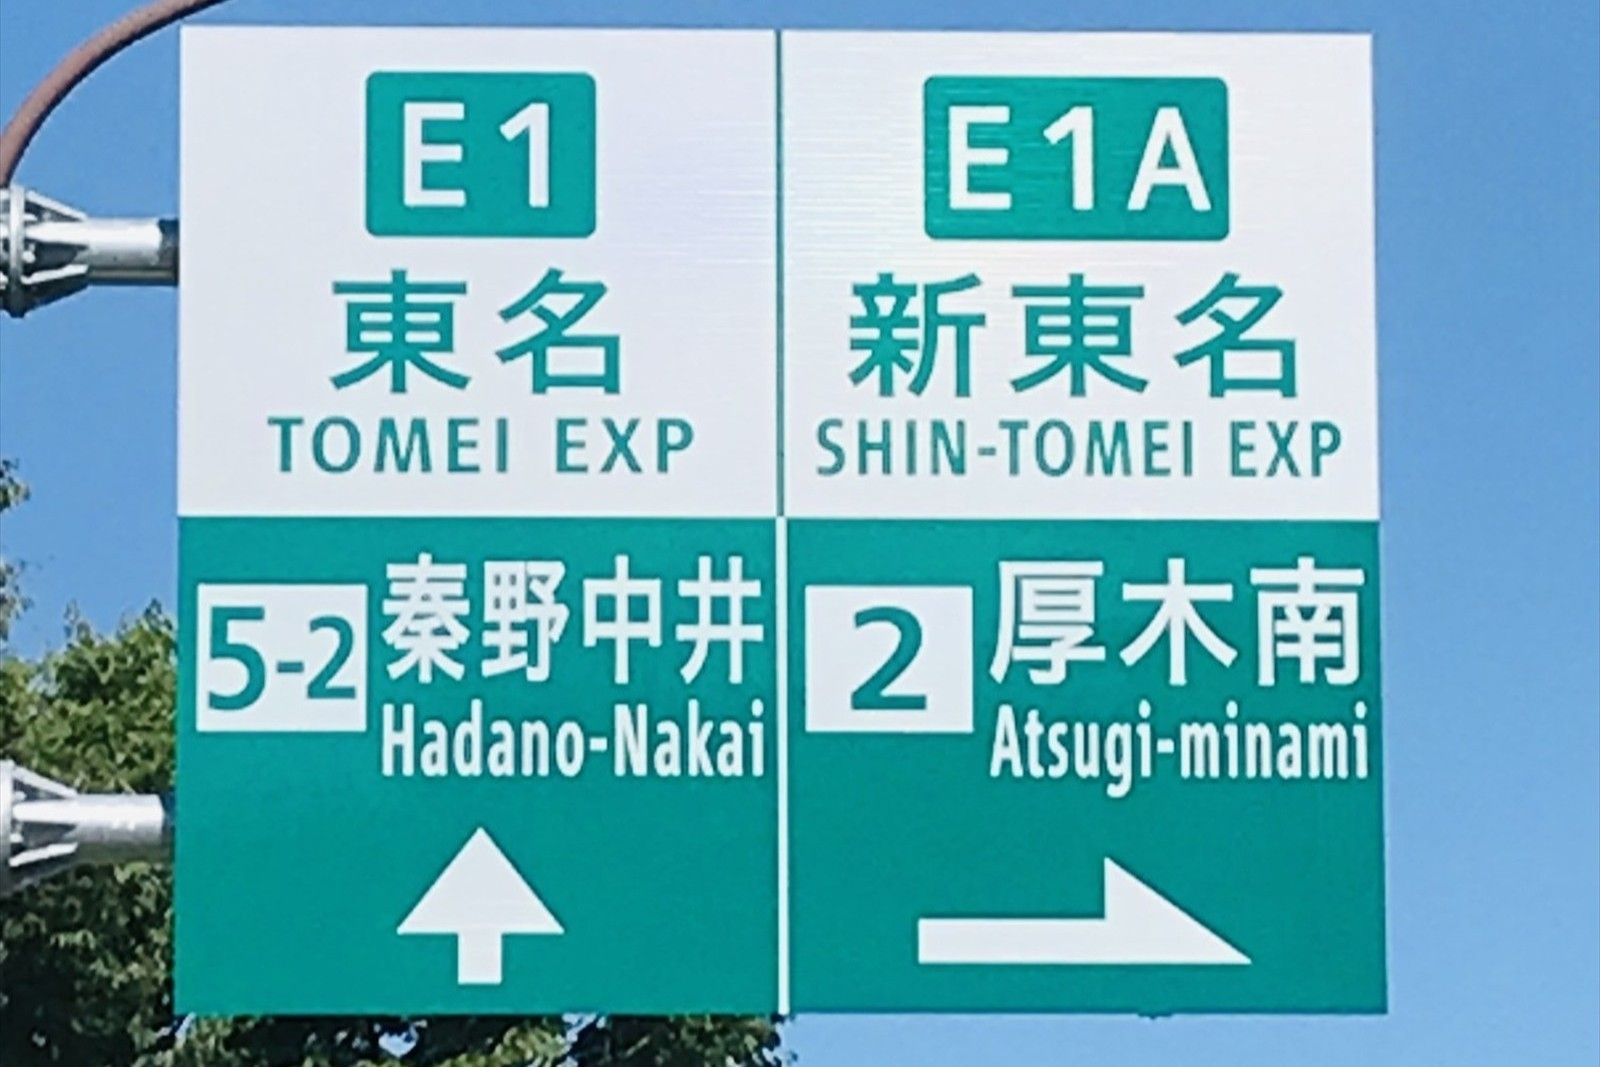 E1
東名
TOMEI EXP
5-2 秦野中井
Hadano-Nakai
E1A
新東名
SHIN-TOMEI EXP
2 厚木南
Atsugi-minami